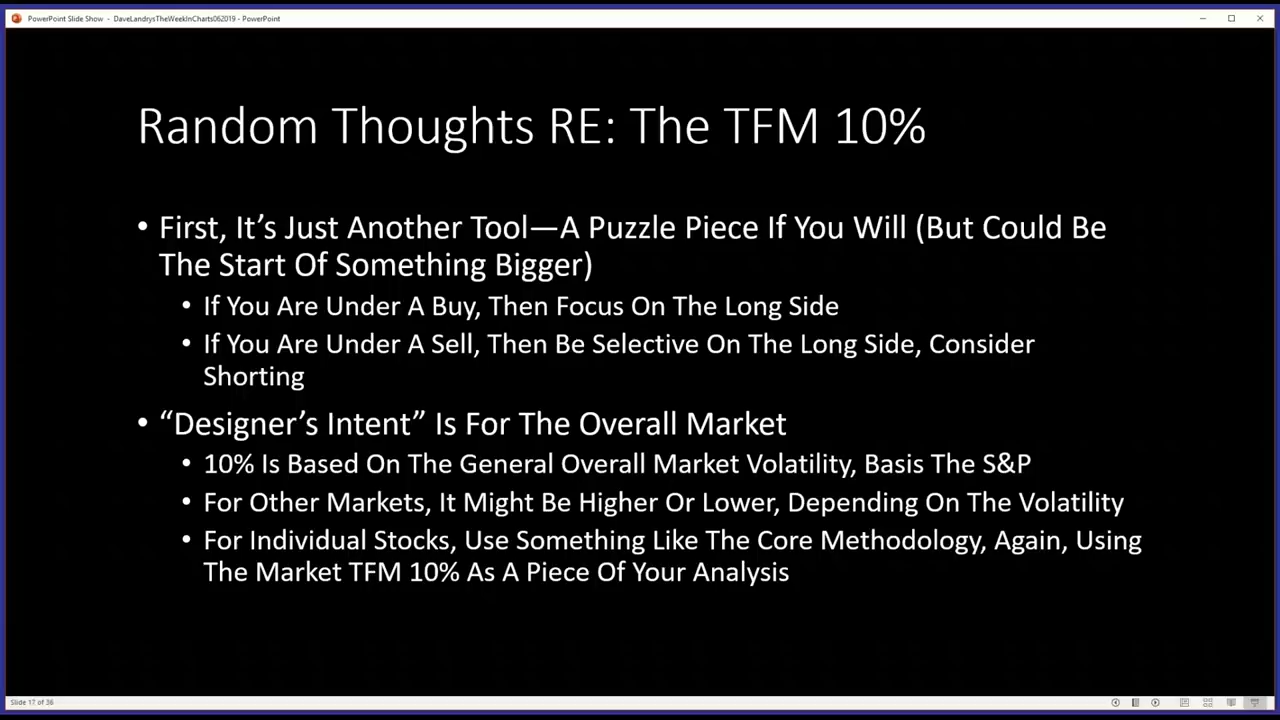 PowerPoint Slide Show - DaveLandrysTheWeekInCharts062019 - PowerPoint
Random Thoughts RE: The TFM 10%
• First, It’s Just Another Tool—A Puzzle Piece If You Will (But Could Be
The Start Of Something Bigger)
• If You Are Under A Buy, Then Focus On The Long Side
• If You Are Under A Sell, Then Be Selective On The Long Side, Consider
Shorting
• “Designer’s Intent” Is For The Overall Market
• 10% Is Based On The General Overall Market Volatility, Basis The S&P
• For Other Markets, It Might Be Higher Or Lower, Depending On The Volatility
• For Individual Stocks, Use Something Like The Core Methodology, Again, Using
The Market TFM 10% As A Piece Of Your Analysis
Slide 17 of 36